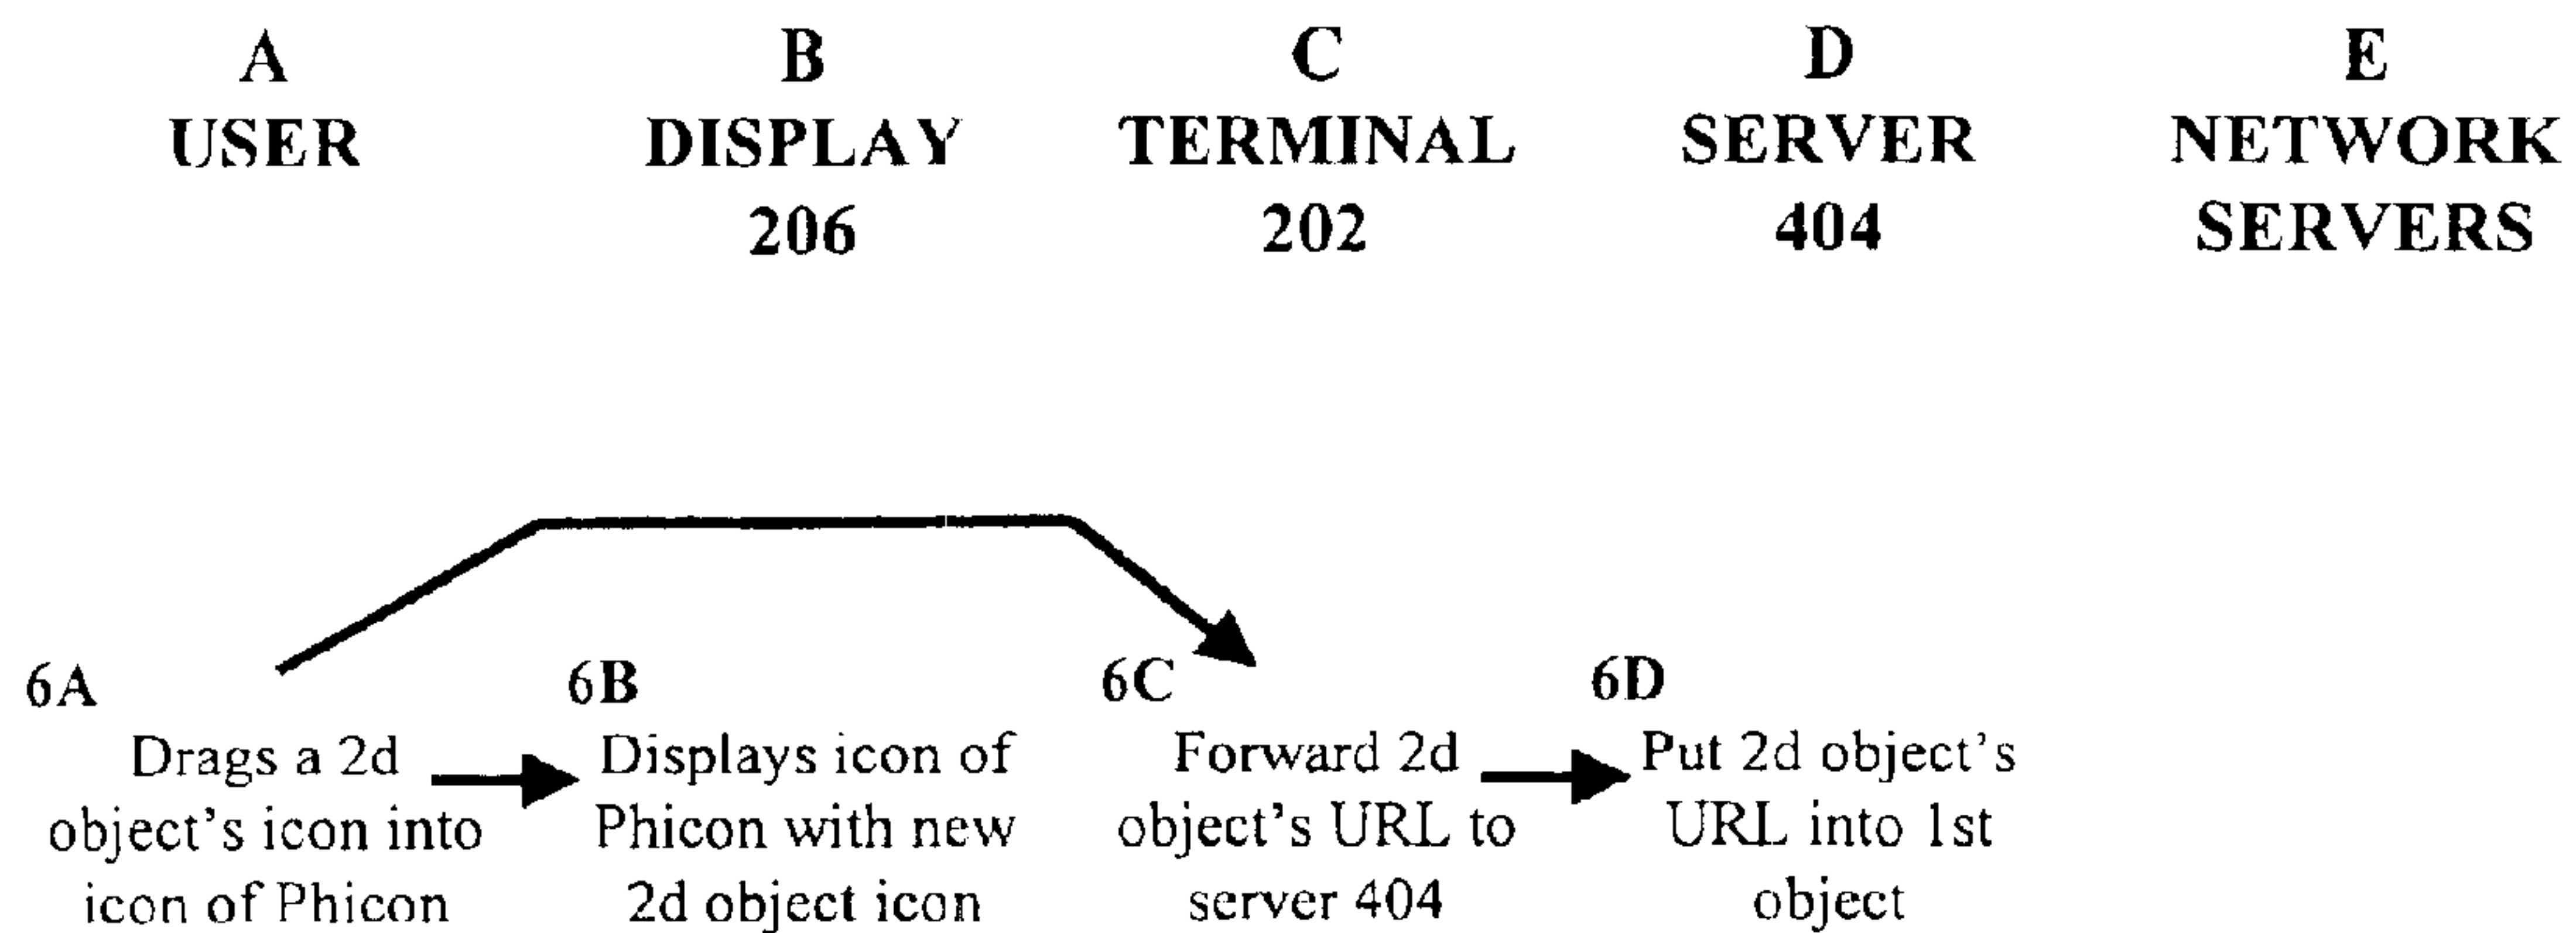 A
USER
B
DISPLAY
206
C
TERMINAL
202
D
SERVER
404
E
NETWORK
SERVERS
6A
Drags a 2d
object's icon into
icon of Phicon
6B
Displays icon of
Phicon with new
2d object icon
6C
Forward 2d
object's URL to
server 404
6D
Put 2d object's
URL into 1st
object